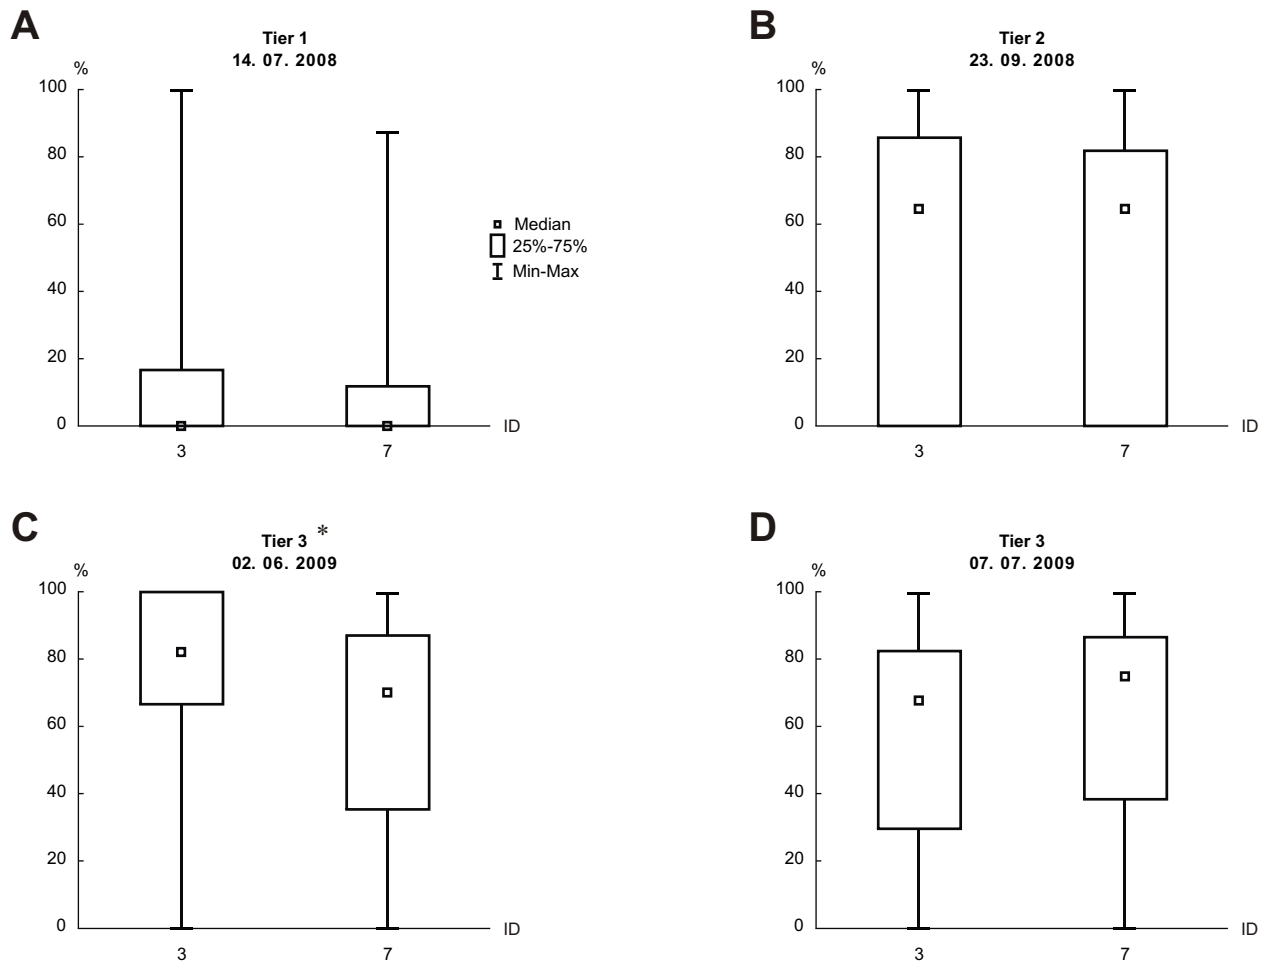 A
Tier 1
14. 07. 2008
%
100
80
60
40
20
0
3
7
ID
Median
25%-75%
Min-Max
B
Tier 2
23. 09. 2008
%
100
80
60
40
20
0
3
7
ID
C
Tier 3 *
02. 06. 2009
%
100
80
60
40
20
0
3
7
ID
D
Tier 3
07. 07. 2009
%
100
80
60
40
20
0
3
7
ID